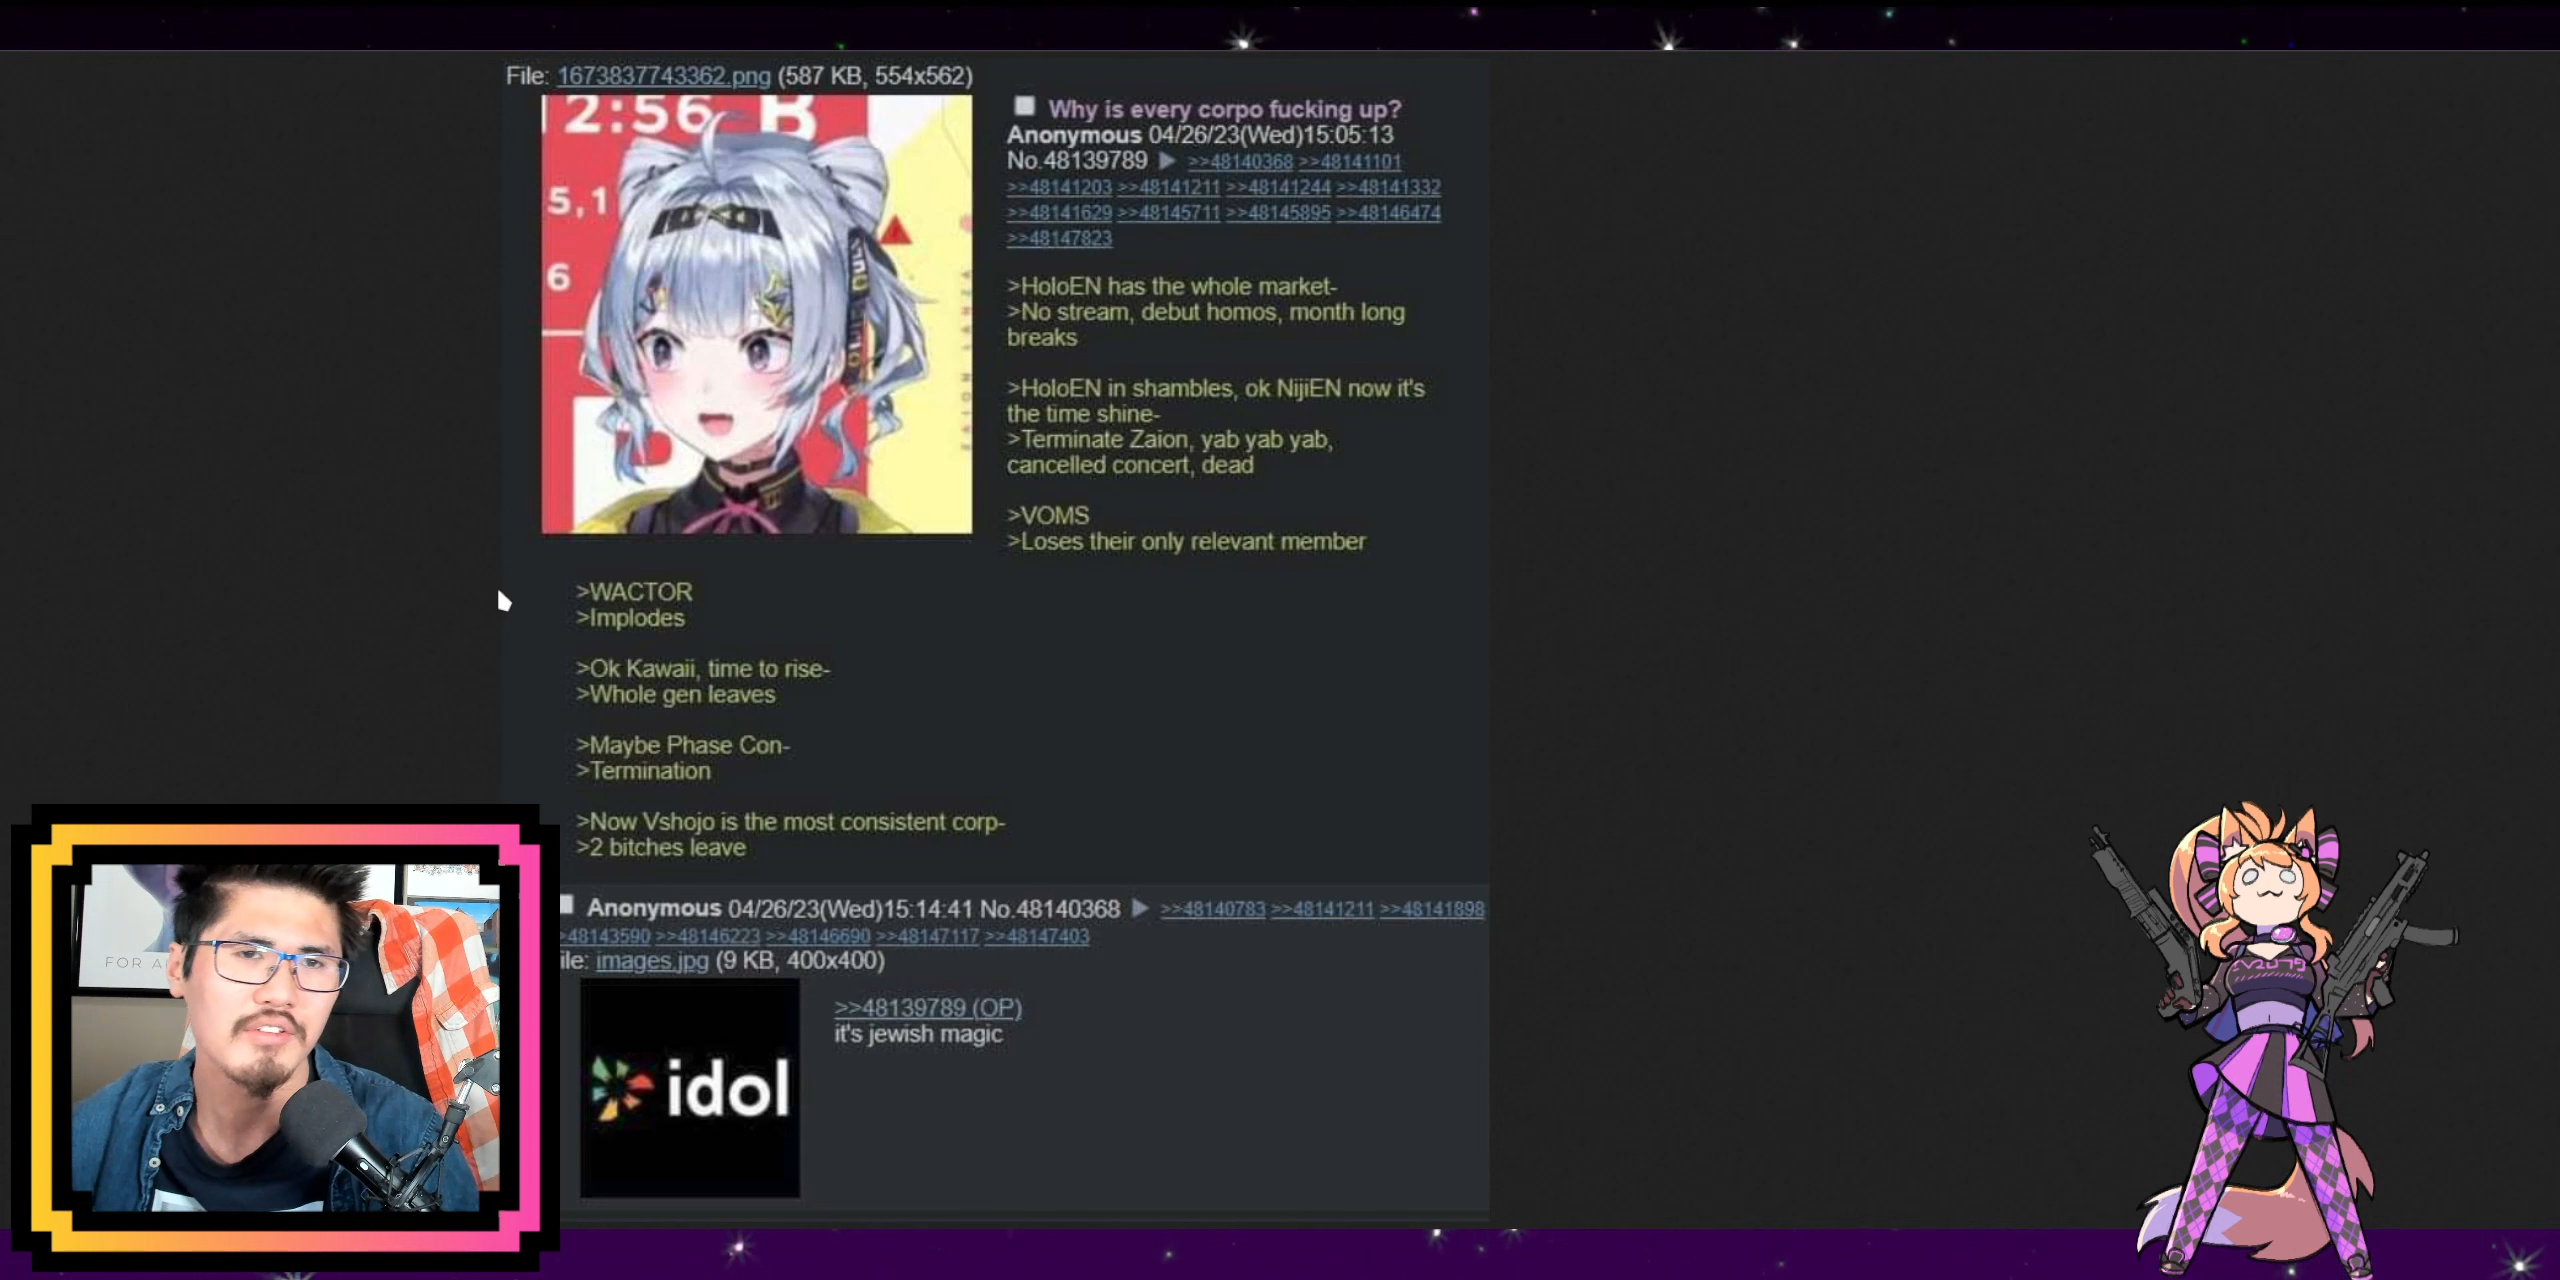 File: 1673837743362.png (587 KB, 554x562)
2:56 B
5,1
6
Why is every corpo fucking up?
Anonymous 04/26/23(Wed)15:05:13
No.48139789 ▶ >>48140368 >>48141101
>>48141203 >>48141211 >>48141244 >>48141332
>>48141629 >>48145711 >>48145895 >>48146474
>>48147823
>HoloEN has the whole market-
>No stream, debut homos, month long
breaks
>HoloEN in shambles, ok NijiEN now it's
the time shine-
>Terminate Zaion, yab yab yab,
cancelled concert, dead
>VOMS
>Loses their only relevant member
>WACTOR
>Implodes
>Ok Kawaii, time to rise-
>Whole gen leaves
>Maybe Phase Con-
>Termination
>Now Vshojo is the most consistent corp-
>2 bitches leave
Anonymous 04/26/23(Wed)15:14:41 No.48140368 ▶ >>48140783 >>48141211 >>48141898
>48143590 >>48146223 >>48146690 >>48147117 >>48147403
ile: images.jpg (9 KB, 400x400)
>>48139789 (OP)
it's jewish magic
idol
FOR A